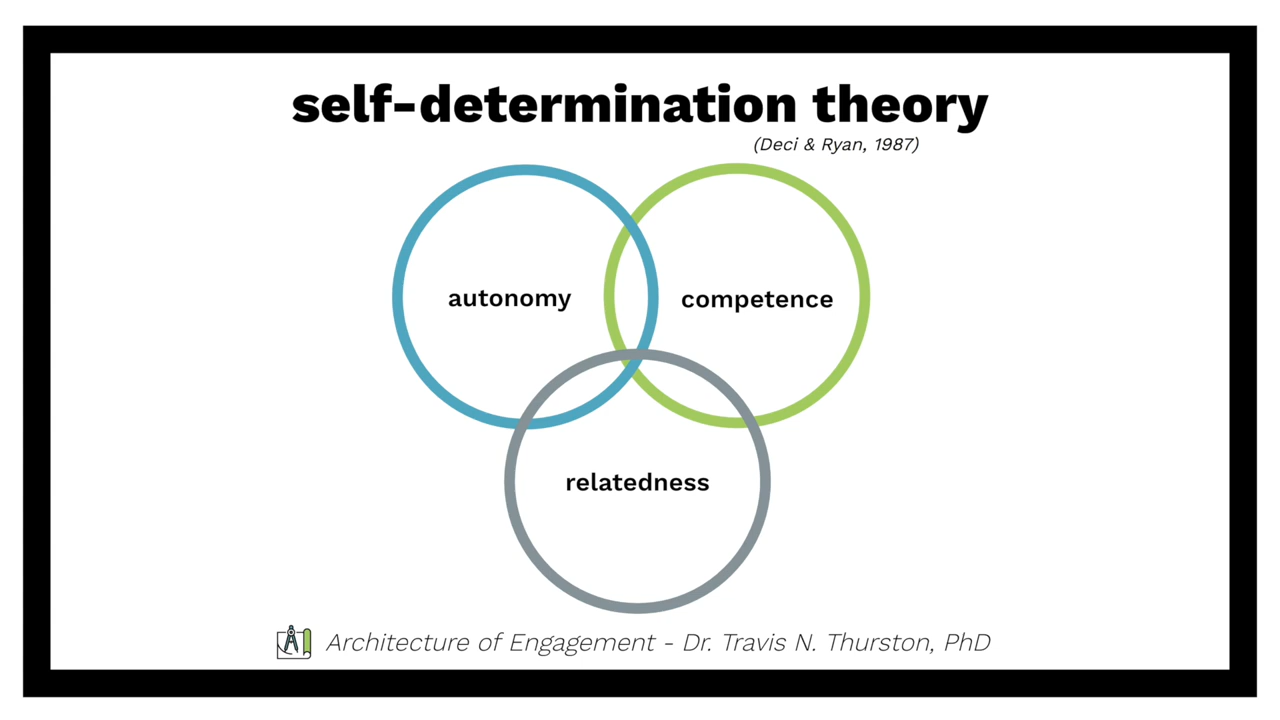 self-determination theory
(Deci & Ryan, 1987)
autonomy
competence
relatedness
Architecture of Engagement - Dr. Travis N. Thurston, PhD